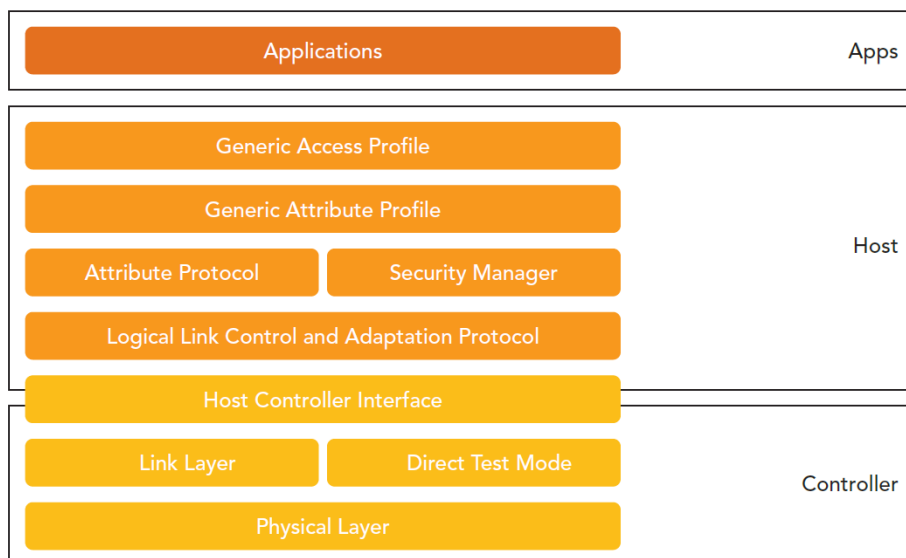 Applications
Apps
Generic Access Profile
Generic Attribute Profile
Host
Attribute Protocol
Security Manager
Logical Link Control and Adaptation Protocol
Host Controller Interface
Link Layer
Direct Test Mode
Controller
Physical Layer